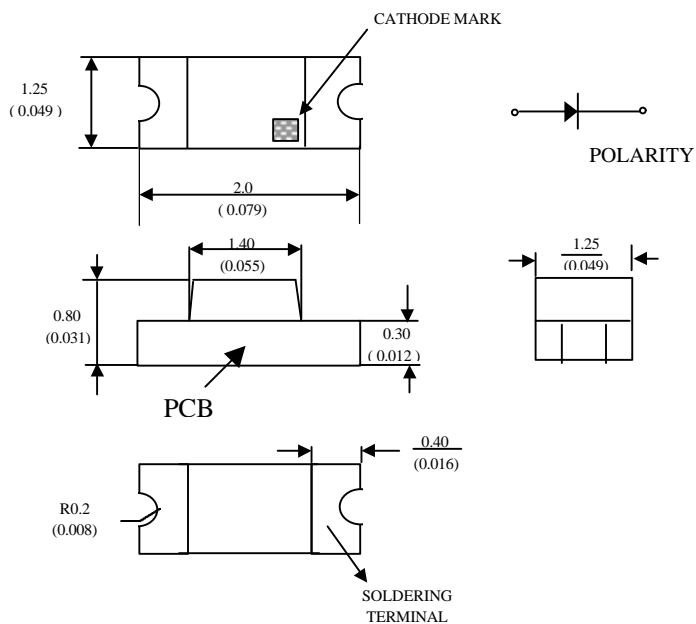 CATHODE MARK
1.25
( 0.049 )
POLARITY
2.0
( 0.079)
1.40
(0.055)
1.25
(0.049)
0.80
(0.031)
0.30
( 0.012 )
PCB
0.40
(0.016)
R0.2
(0.008)
SOLDERING
TERMINAL